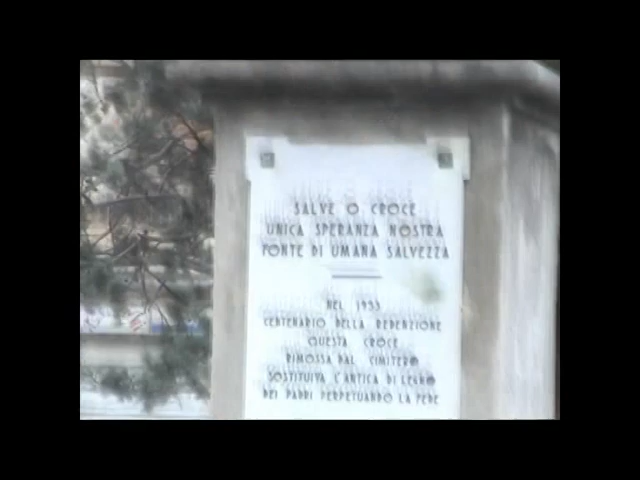 SALVE O CROCE
UNICA SPERANZA NOSTRA
FONTE DI UMANA SALVEZZA
NEL 1933
CENTENARIO DELLA REDENZIONE
QUESTA CROCE
RIMOSSA DAL CIMITERO
SOSTITUIVA L'ANTICA DI LEGNO
DEI PADRI PERPETUANDO LA FEDE